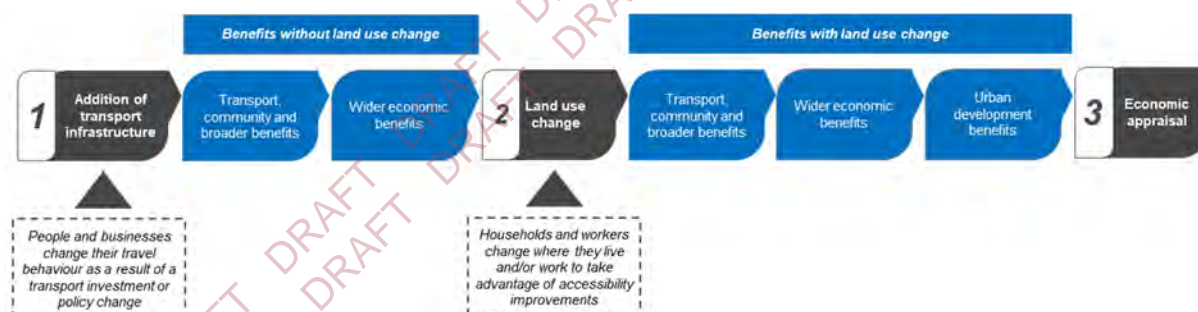 Benefits without land use change
Benefits with land use change
1
Addition of
transport
infrastructure
Transport,
community and
broader benefits
Wider economic
benefits
2
Land use
change
Transport,
community and
broader benefits
Wider economic
benefits
Urban
development
benefits
3
Economic
appraisal
People and businesses
change their travel
behaviour as a result of a
transport investment or
policy change
Households and workers
change where they live
and/or work to take
advantage of accessibility
improvements
DRAFT DRAFT DRAFT
DRAFT DRAFT DRAFT